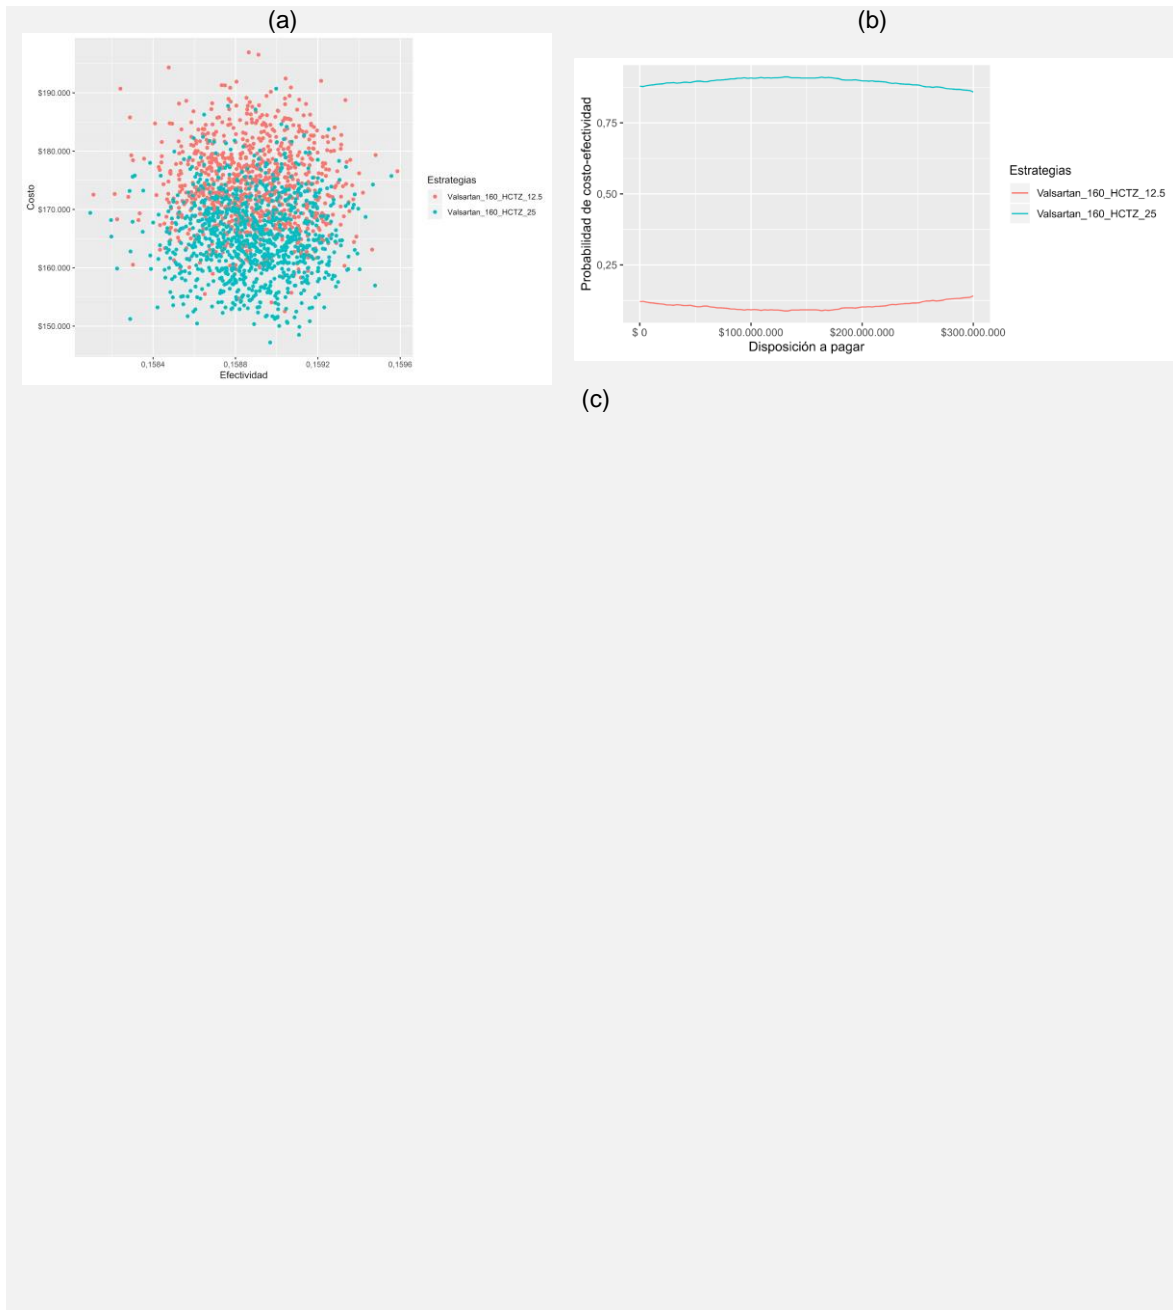 (a)
$190.000
$180.000
$170.000
$160.000
$150.000
Costo
0,1584
0,1588
0,1592
0,1596
Efectividad
Estrategias
Valsartan_160_HCTZ_12.5
Valsartan_160_HCTZ_25
(b)
0,75
0,50
0,25
Probabilidad de costo-efectividad
$ 0
$100.000.000
$200.000.000
$300.000.000
Disposición a pagar
Estrategias
Valsartan_160_HCTZ_12.5
Valsartan_160_HCTZ_25
(c)